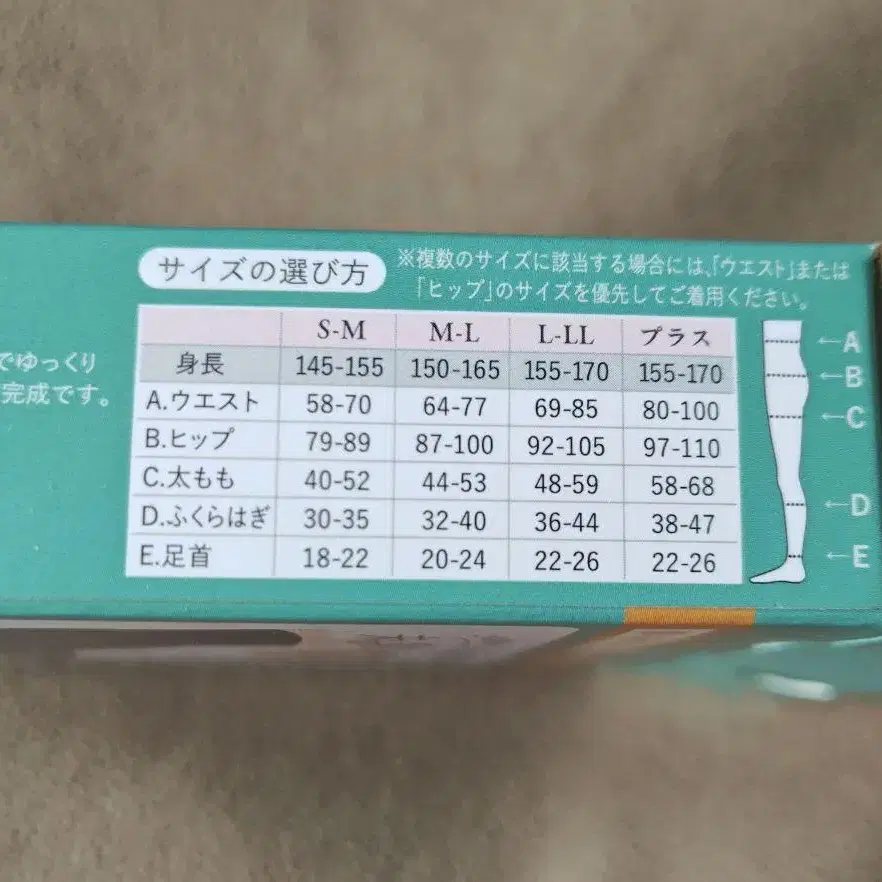 サイズの選び方
※複数のサイズに該当する場合には、「ウエスト」または
「ヒップ」のサイズを優先してご着用ください。
でゆっくり
完成です。
S-M M-L L-LL プラス
身長 145-155 150-165 155-170 155-170
A.ウエスト 58-70 64-77 69-85 80-100
B.ヒップ 79-89 87-100 92-105 97-110
C.太もも 40-52 44-53 48-59 58-68
D.ふくらはぎ 30-35 32-40 36-44 38-47
E.足首 18-22 20-24 22-26 22-26
←A
←B
←C
←D
←E